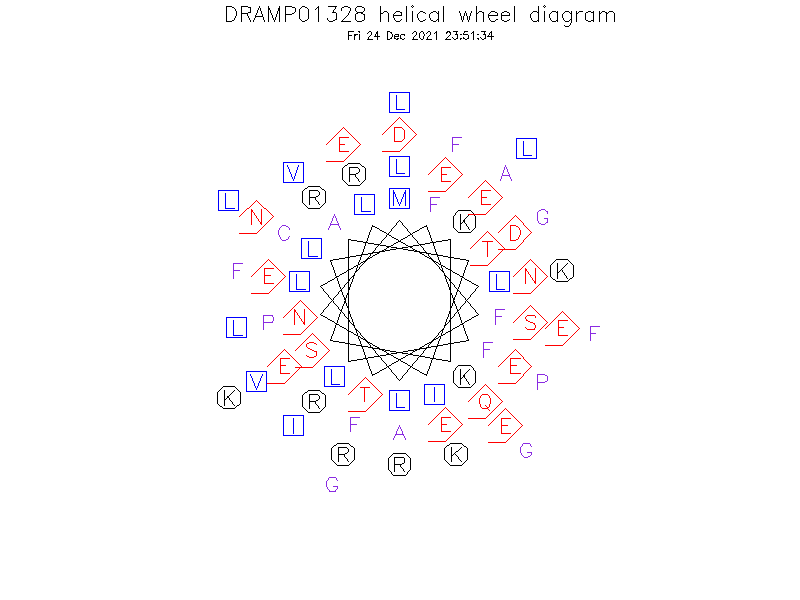 DRAMP01328 helical wheel diagram
Fri 24 Dec 2021 23:51:34
L
D
E F L
L
V R E A
L R L M F E
N A K G
C D
L T
F E L L N K
L P N F S E F
S F
E E
V L K P
K R T L I Q
I F A E E
R K G
R
G